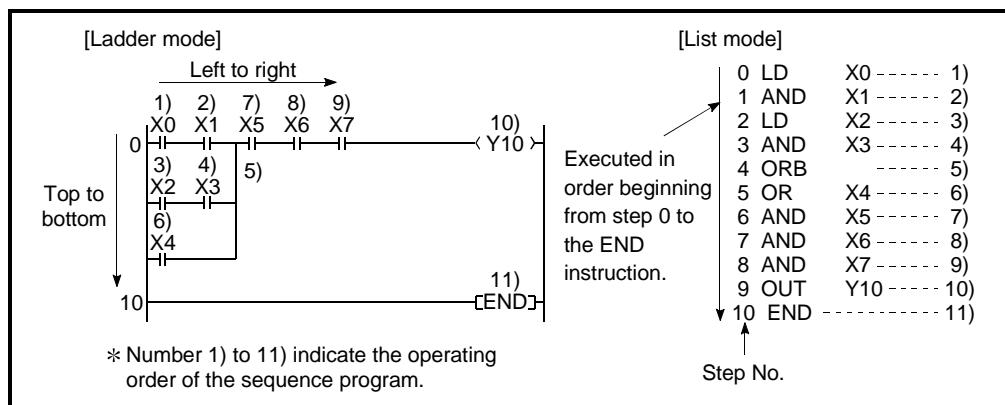 [Ladder mode]
Left to right
1) 2) 7) 8) 9) 10)
X0 X1 X5 X6 X7
0 Y10
3) 4) 5)
X2 X3
Top to
bottom
6)
X4
11)
10 END
* Number 1) to 11) indicate the operating
order of the sequence program.
[List mode]
0 LD X0 ------ 1)
1 AND X1 ------ 2)
2 LD X2 ------ 3)
3 AND X3 ------ 4)
4 ORB ------ 5)
5 OR X4 ------ 6)
6 AND X5 ------ 7)
7 AND X6 ------ 8)
8 AND X7 ------ 9)
9 OUT Y10 ----- 10)
10 END ------------ 11)
Executed in
order beginning
from step 0 to
the END
instruction.
Step No.